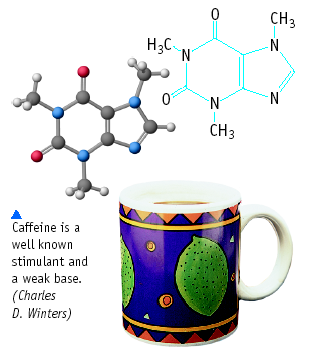 O
CH3
H3C
N
N
O
N
N
CH3
Caffeine is a
well known
stimulant and
a weak base.
(Charles
D. Winters)